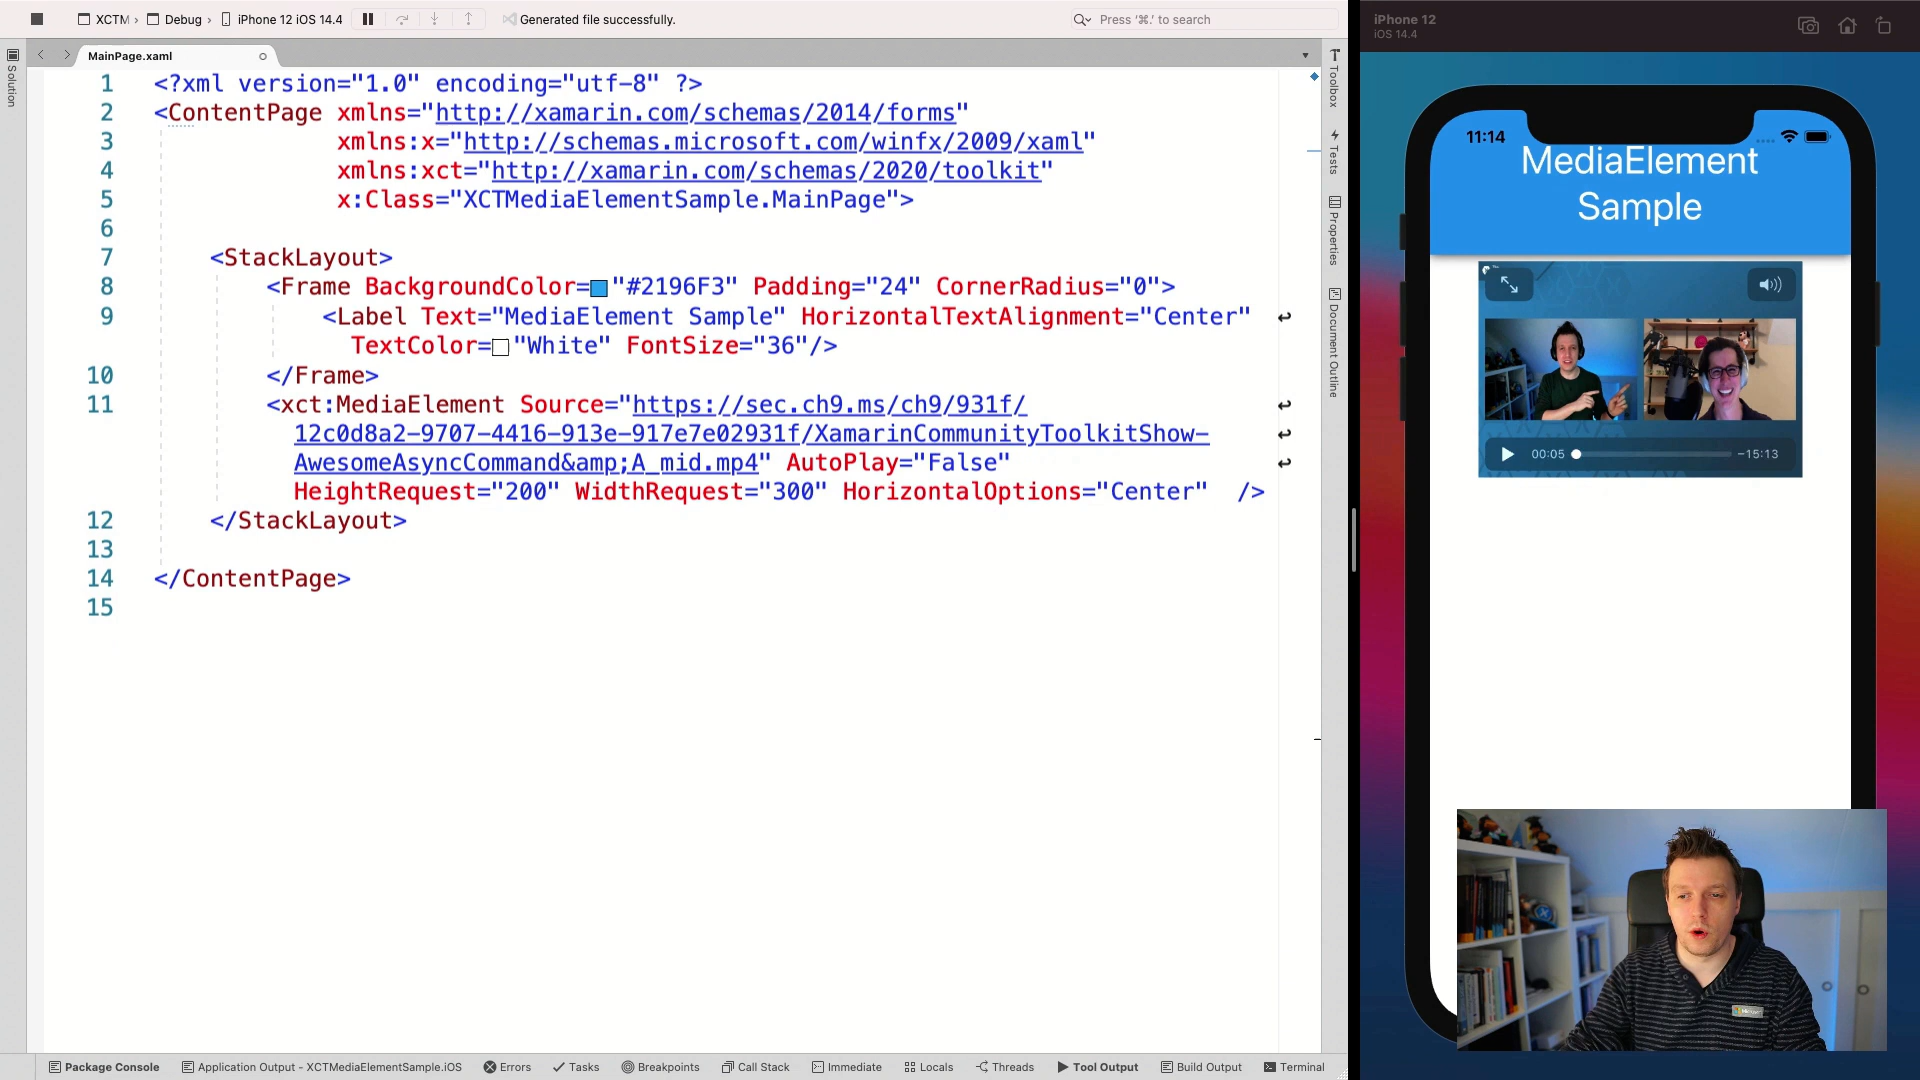 XCTM › Debug › iPhone 12 iOS 14.4
Generated file successfully.
Press '⌘.' to search
Solution
MainPage.xaml
1 <?xml version="1.0" encoding="utf-8" ?>
2 <ContentPage xmlns="http://xamarin.com/schemas/2014/forms"
3 xmlns:x="http://schemas.microsoft.com/winfx/2009/xaml"
4 xmlns:xct="http://xamarin.com/schemas/2020/toolkit"
5 x:Class="XCTMediaElementSample.MainPage">
6
7 <StackLayout>
8 <Frame BackgroundColor="#2196F3" Padding="24" CornerRadius="0">
9 <Label Text="MediaElement Sample" HorizontalTextAlignment="Center"
TextColor="White" FontSize="36"/>
10 </Frame>
11 <xct:MediaElement Source="https://sec.ch9.ms/ch9/931f/
12c0d8a2-9707-4416-913e-917e7e02931f/XamarinCommunityToolkitShow-
AwesomeAsyncCommand&amp;A_mid.mp4" AutoPlay="False"
HeightRequest="200" WidthRequest="300" HorizontalOptions="Center" />
12 </StackLayout>
13
14 </ContentPage>
15
Toolbox
Tests
Properties
Document Outline
Package Console
Application Output - XCTMediaElementSample.iOS
Errors
Tasks
Breakpoints
Call Stack
Immediate
Locals
Threads
Tool Output
Build Output
Terminal
iPhone 12
iOS 14.4
11:14
MediaElement
Sample
00:05
-15:13